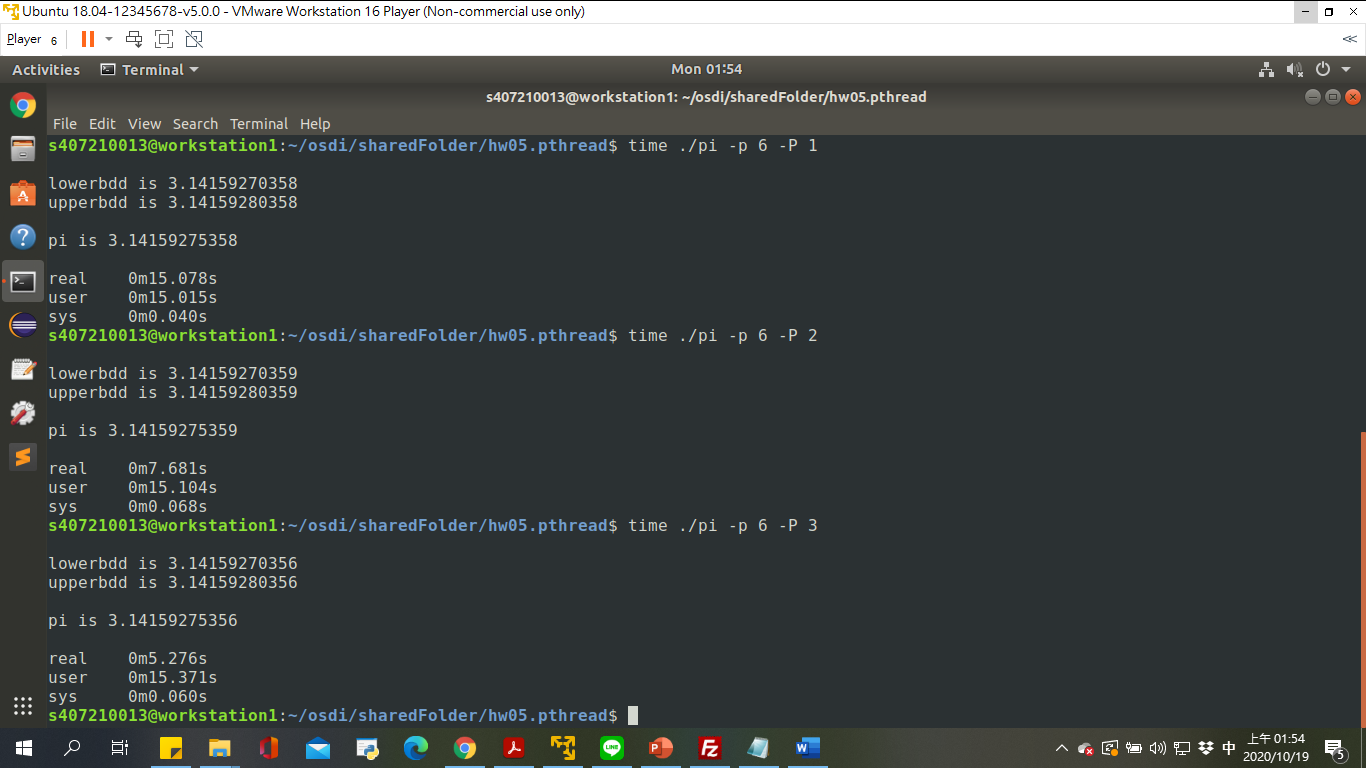 Ubuntu 18.04-12345678-v5.0.0 - VMware Workstation 16 Player (Non-commercial use only)
Player 6
Activities Terminal Mon 01:54
s407210013@workstation1: ~/osdi/sharedFolder/hw05.pthread
File Edit View Search Terminal Help
s407210013@workstation1:~/osdi/sharedFolder/hw05.pthread$ time ./pi -p 6 -P 1
lowerbdd is 3.14159270358
upperbdd is 3.14159280358
pi is 3.14159275358
real 0m15.078s
user 0m15.015s
sys 0m0.040s
s407210013@workstation1:~/osdi/sharedFolder/hw05.pthread$ time ./pi -p 6 -P 2
lowerbdd is 3.14159270359
upperbdd is 3.14159280359
pi is 3.14159275359
real 0m7.681s
user 0m15.104s
sys 0m0.068s
s407210013@workstation1:~/osdi/sharedFolder/hw05.pthread$ time ./pi -p 6 -P 3
lowerbdd is 3.14159270356
upperbdd is 3.14159280356
pi is 3.14159275356
real 0m5.276s
user 0m15.371s
sys 0m0.060s
s407210013@workstation1:~/osdi/sharedFolder/hw05.pthread$
中 上午 01:54
2020/10/19 5